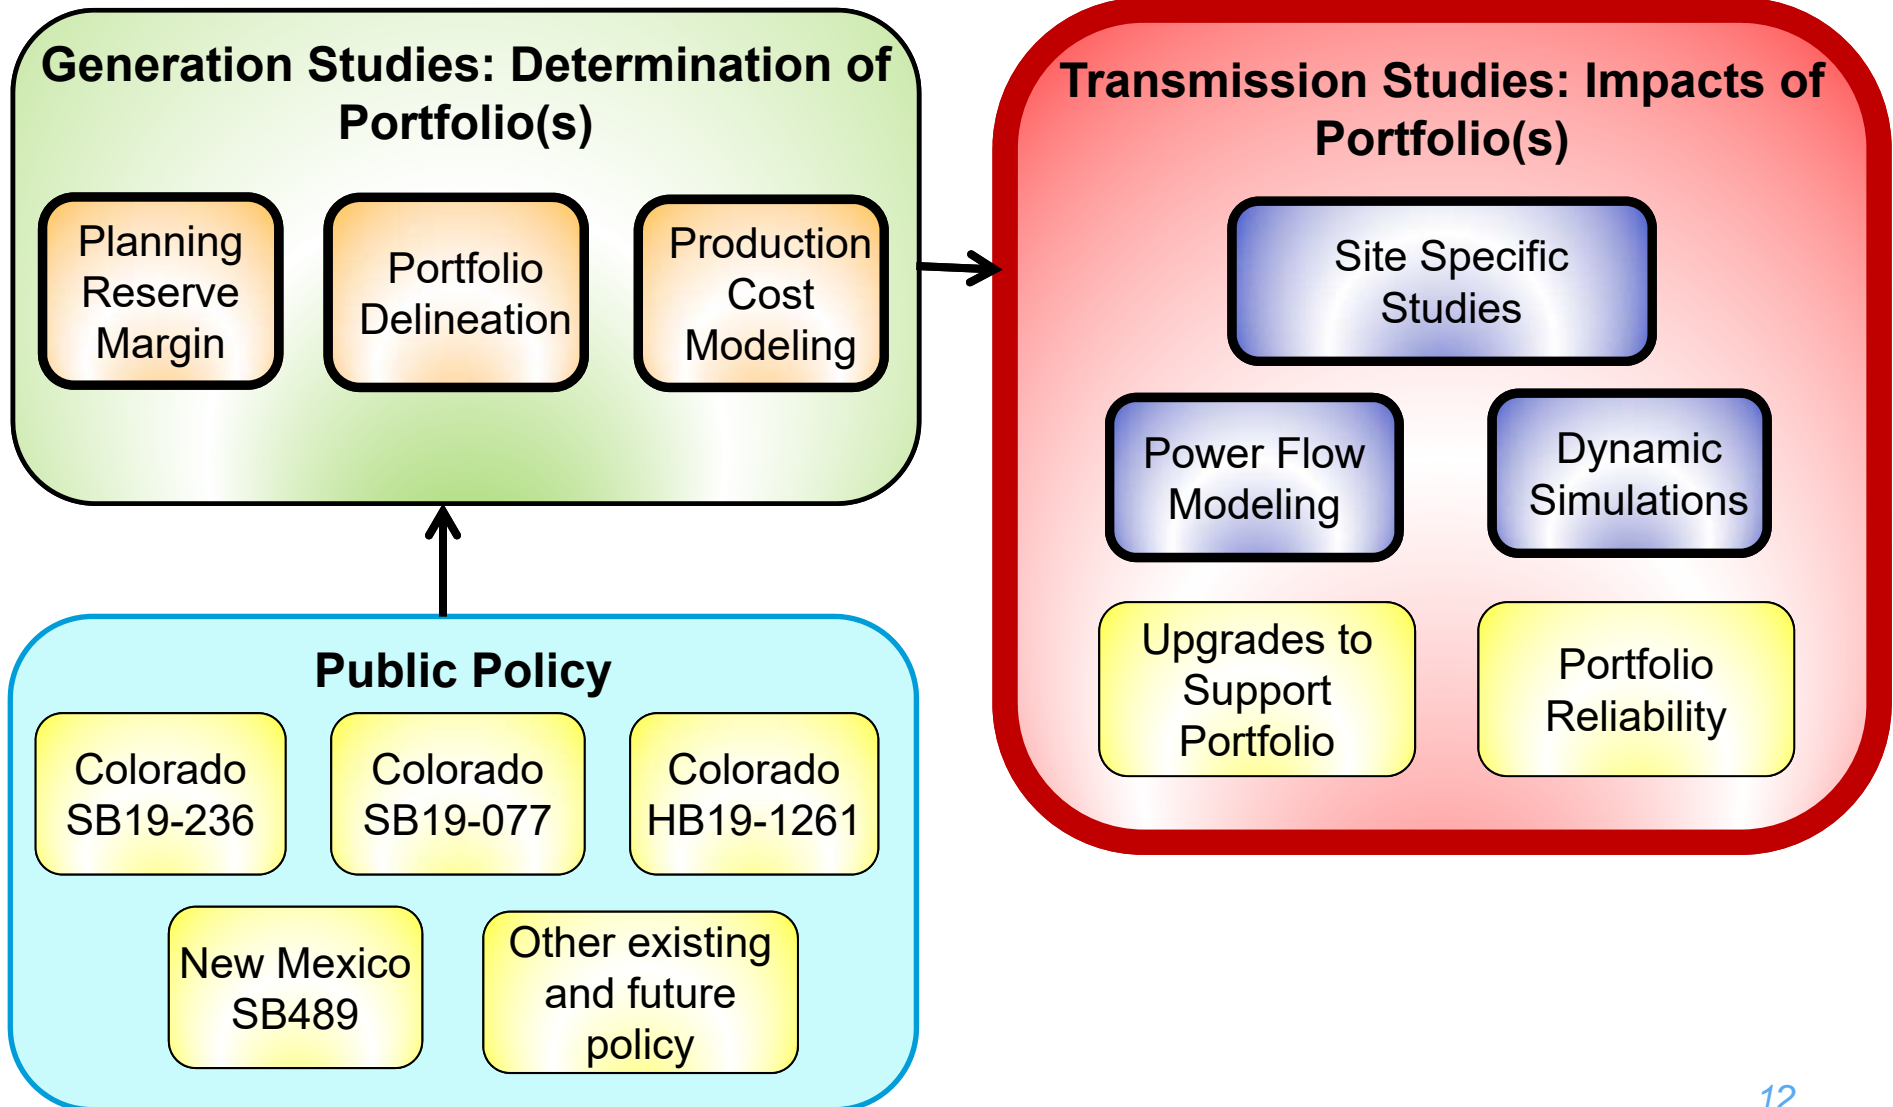 Generation Studies: Determination of
Portfolio(s)
Planning
Reserve
Margin
Portfolio
Delineation
Production
Cost
Modeling
Transmission Studies: Impacts of
Portfolio(s)
Site Specific
Studies
Power Flow
Modeling
Dynamic
Simulations
Upgrades to
Support
Portfolio
Portfolio
Reliability
Public Policy
Colorado
SB19-236
Colorado
SB19-077
Colorado
HB19-1261
New Mexico
SB489
Other existing
and future
policy
12